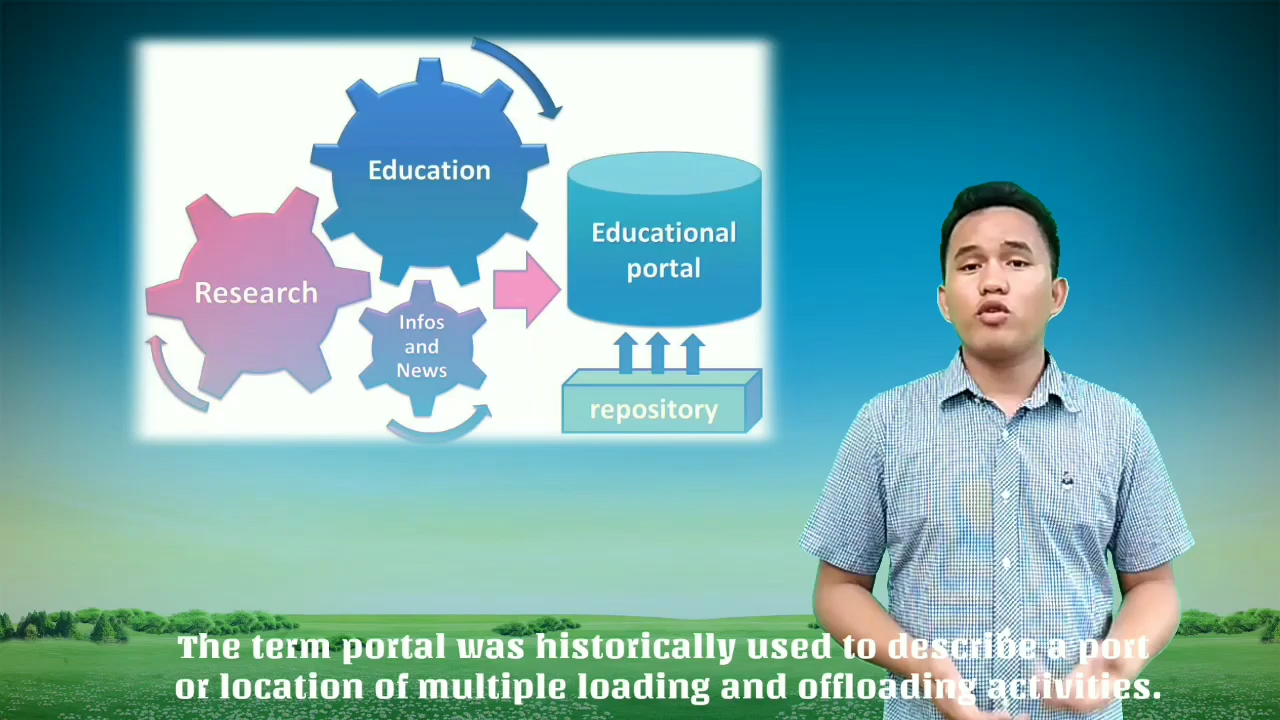 Education
Research
Infos
and
News
Educational
portal
repository
The term portal was historically used to describe a port
or location of multiple loading and offloading activities.